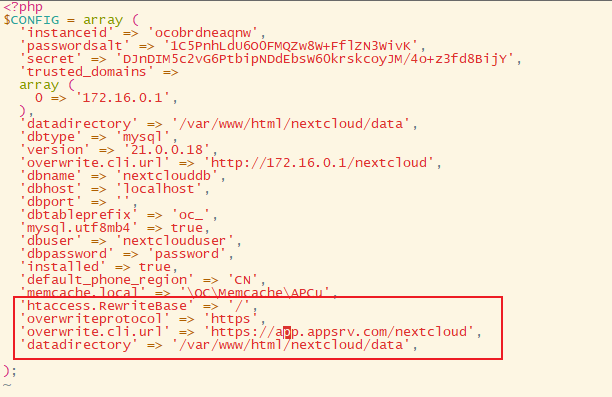 <?php
$CONFIG = array (
  'instanceid' => 'ocobrdneaqnw',
  'passwordsalt' => '1C5PnhLdU6OOFMQZw8W+FflZN3WivK',
  'secret' => 'DJnDIM5c2vG6PtbipNDdEbsW6OkrskcoyJM/4o+z3fd8BijY',
  'trusted_domains' =>
  array (
    0 => '172.16.0.1',
  ),
  'datadirectory' => '/var/www/html/nextcloud/data',
  'dbtype' => 'mysql',
  'version' => '21.0.0.18',
  'overwrite.cli.url' => 'http://172.16.0.1/nextcloud',
  'dbname' => 'nextclouddb',
  'dbhost' => 'localhost',
  'dbport' => '',
  'dbtableprefix' => 'oc_',
  'mysql.utf8mb4' => true,
  'dbuser' => 'nextclouduser',
  'dbpassword' => 'password',
  'installed' => true,
  'default_phone_region' => 'CN',
  'memcache.local' => '\OC\Memcache\APCu',
  'htaccess.RewriteBase' => '/',
  'overwriteprotocol' => 'https',
  'overwrite.cli.url' => 'https://app.appsrv.com/nextcloud',
  'datadirectory' => '/var/www/html/nextcloud/data',
);
~